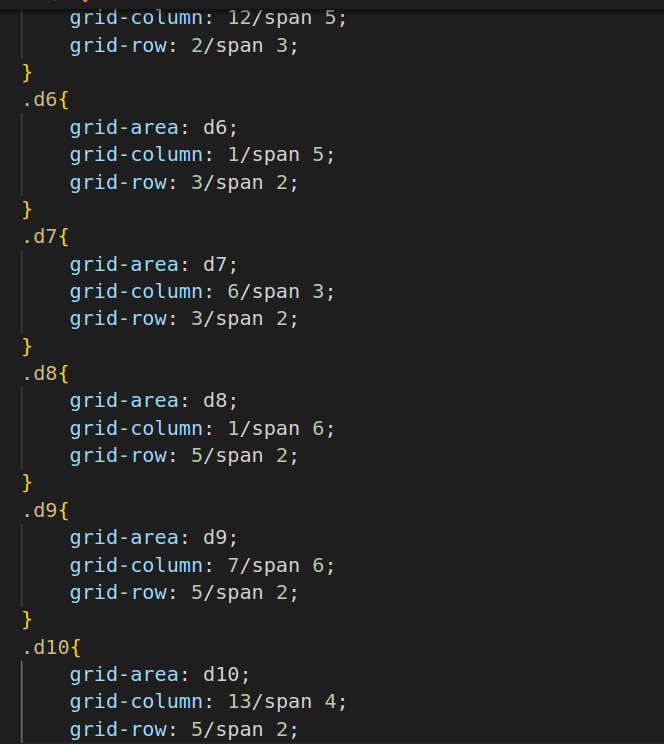 grid-column: 12/span 5;
grid-row: 2/span 3;
}
.d6{
grid-area: d6;
grid-column: 1/span 5;
grid-row: 3/span 2;
}
.d7{
grid-area: d7;
grid-column: 6/span 3;
grid-row: 3/span 2;
}
.d8{
grid-area: d8;
grid-column: 1/span 6;
grid-row: 5/span 2;
}
.d9{
grid-area: d9;
grid-column: 7/span 6;
grid-row: 5/span 2;
}
.d10{
grid-area: d10;
grid-column: 13/span 4;
grid-row: 5/span 2;